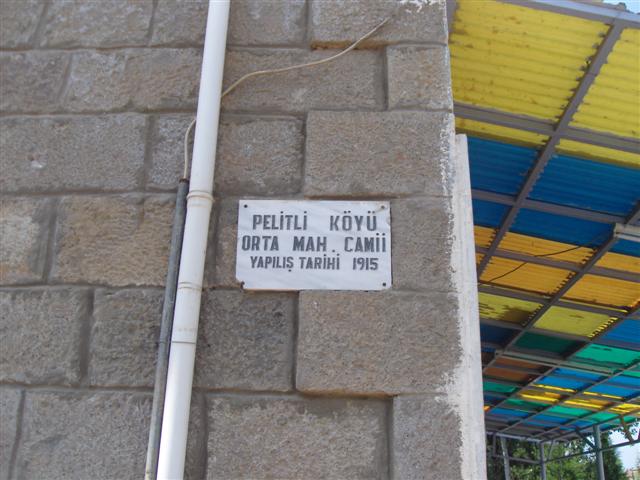 PELİTLİ KÖYÜ
ORTA MAH. CAMİİ
YAPILIŞ TARİHİ 1915